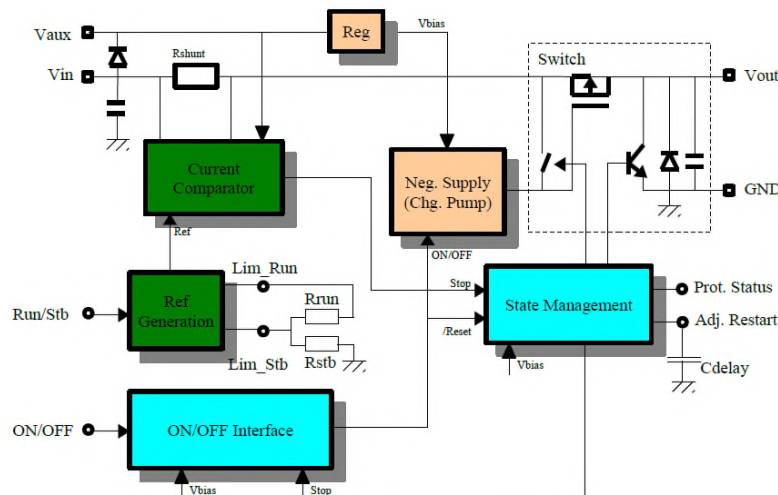 Vaux
Reg
Vbias
Rshunt
Switch
Vin
Vout
Current
Comparator
Neg. Supply
(Chg. Pump)
GND
Ref
ON/OFF
Lim_Run
Rrun
Stop
State Management
Prot. Status
Run/Stb
Ref
Generation
Adj. Restart
/Reset
Lim_Stb
Rstb
Vbias
Cdelay
ON/OFF
ON/OFF Interface
Vbias
Stop